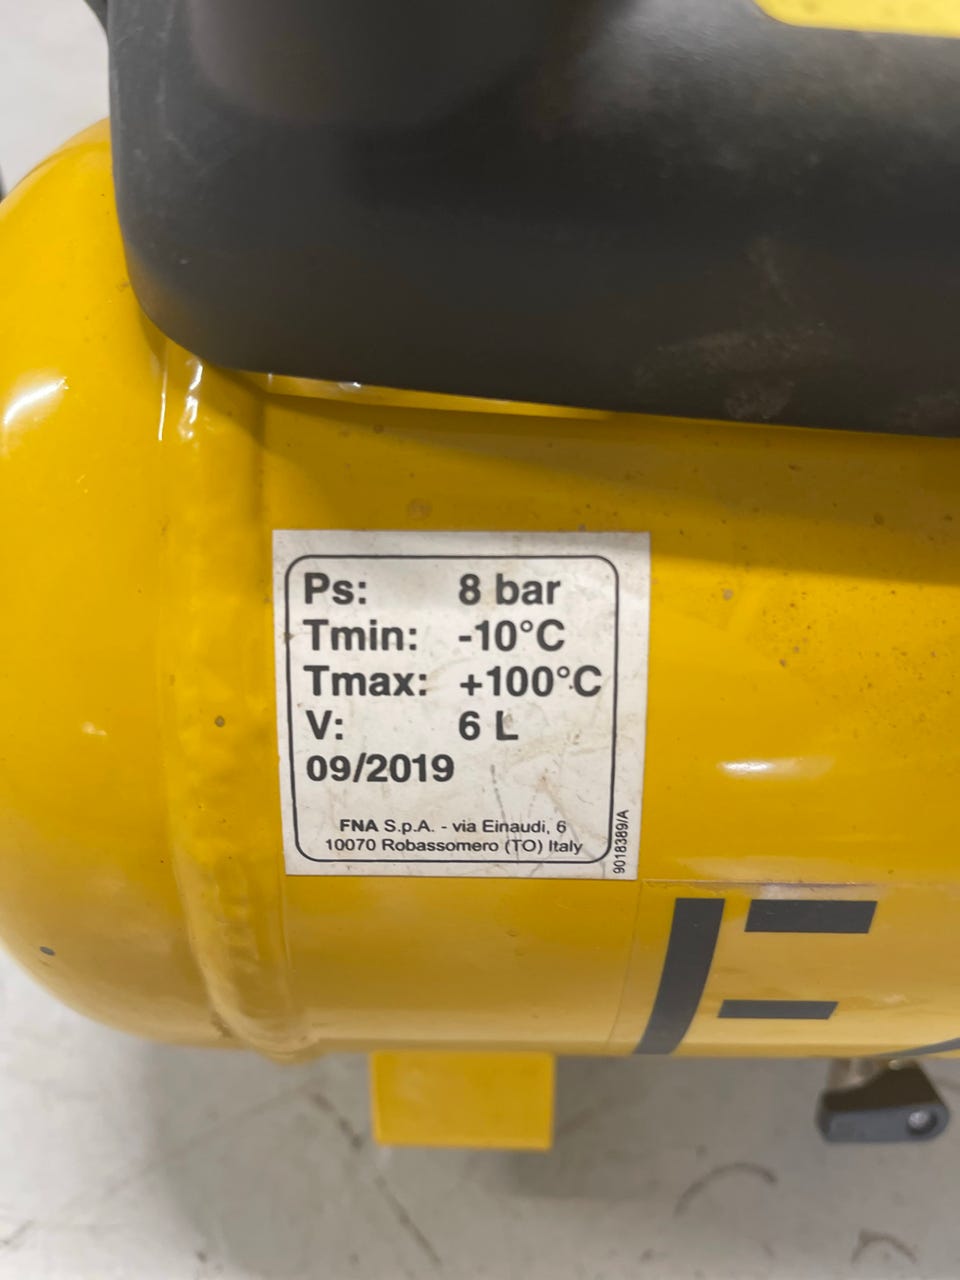 Ps: 8 bar
Tmin: -10°C
Tmax: +100°C
V: 6 L
09/2019
FNA S.p.A. - via Einaudi, 6
10070 Robassomero (TO) Italy
9018389/A